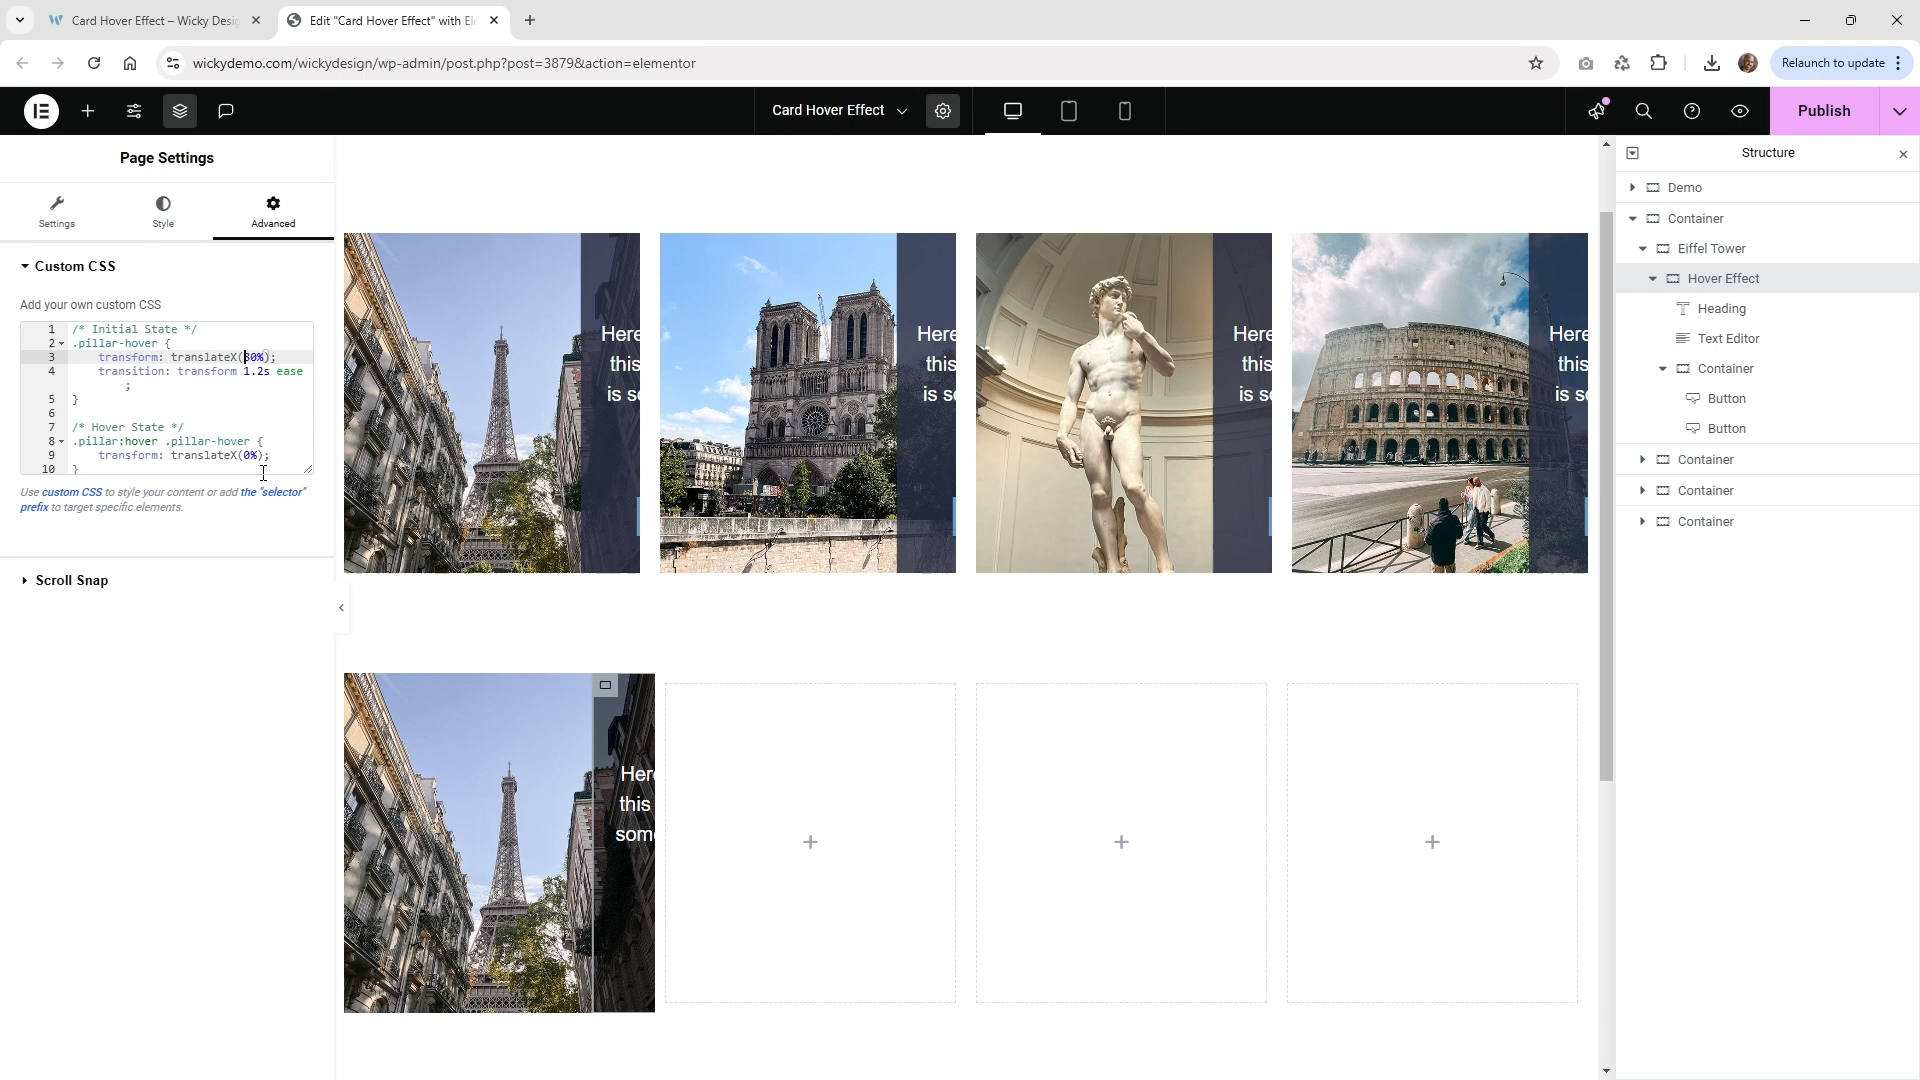 Card Hover Effect – Wicky Desig
Edit "Card Hover Effect" with El
wickydemo.com/wickydesign/wp-admin/post.php?post=3879&action=elementor
Relaunch to update
Card Hover Effect
Publish
Page Settings
Settings
Style
Advanced
Custom CSS
Add your own custom CSS
1 /* Initial State */
2 .pillar-hover {
3 transform: translateX(80%);
4 transition: transform 1.2s ease
;
5 }
6
7 /* Hover State */
8 .pillar:hover .pillar-hover {
9 transform: translateX(0%);
10 }
Use custom CSS to style your content or add the "selector"
prefix to target specific elements.
Scroll Snap
Here
this
is so
Here
this
is so
Here
this
is so
Here
this
is so
Here
this
some
Structure
Demo
Container
Eiffel Tower
Hover Effect
Heading
Text Editor
Container
Button
Button
Container
Container
Container